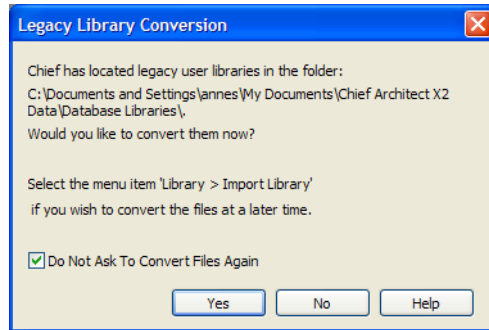 Legacy Library Conversion
Chief has located legacy user libraries in the folder:
C:\Documents and Settings\annes\My Documents\Chief Architect X2
Data\Database Libraries\.
Would you like to convert them now?
Select the menu item 'Library > Import Library'
if you wish to convert the files at a later time.
Do Not Ask To Convert Files Again
Yes No Help